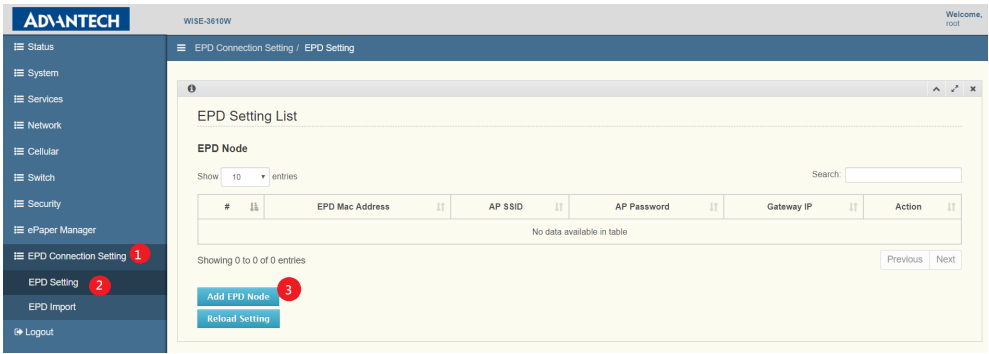 ADVANTECH
WISE-3610W
Welcome,
root
Status
System
Services
Network
Cellular
Switch
Security
ePaper Manager
EPD Connection Setting 1
EPD Setting 2
EPD Import
Logout
EPD Connection Setting / EPD Setting
EPD Setting List
EPD Node
Show 10 entries
Search:
# EPD Mac Address AP SSID AP Password Gateway IP Action
No data available in table
Showing 0 to 0 of 0 entries
Previous Next
Add EPD Node 3
Reload Setting